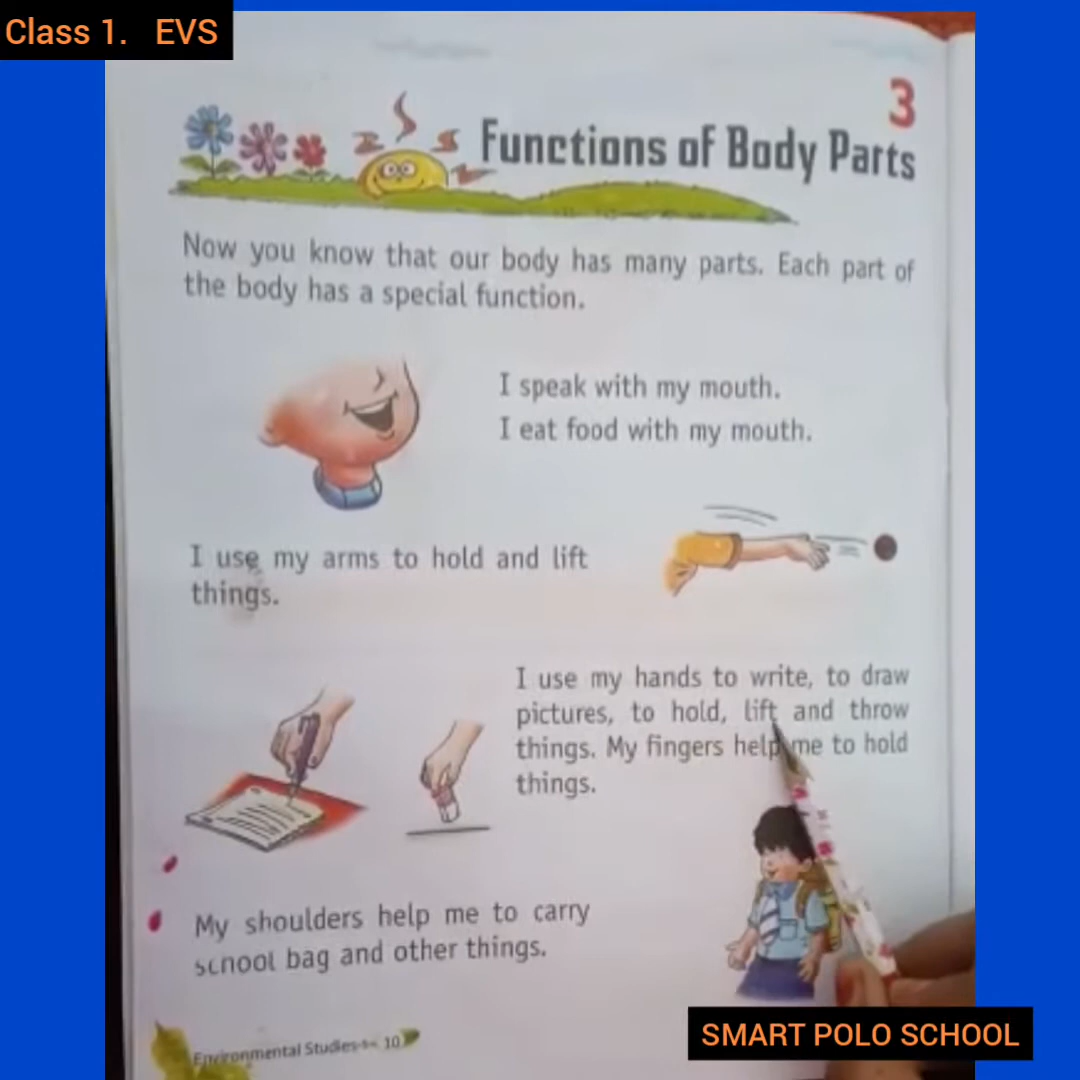 Class 1. EVS
3
Functions of Body Parts
Now you know that our body has many parts. Each part of
the body has a special function.
I speak with my mouth.
I eat food with my mouth.
I use my arms to hold and lift
things.
I use my hands to write, to draw
pictures, to hold, lift and throw
things. My fingers help me to hold
things.
My shoulders help me to carry
school bag and other things.
Environmental Studies 10
SMART POLO SCHOOL